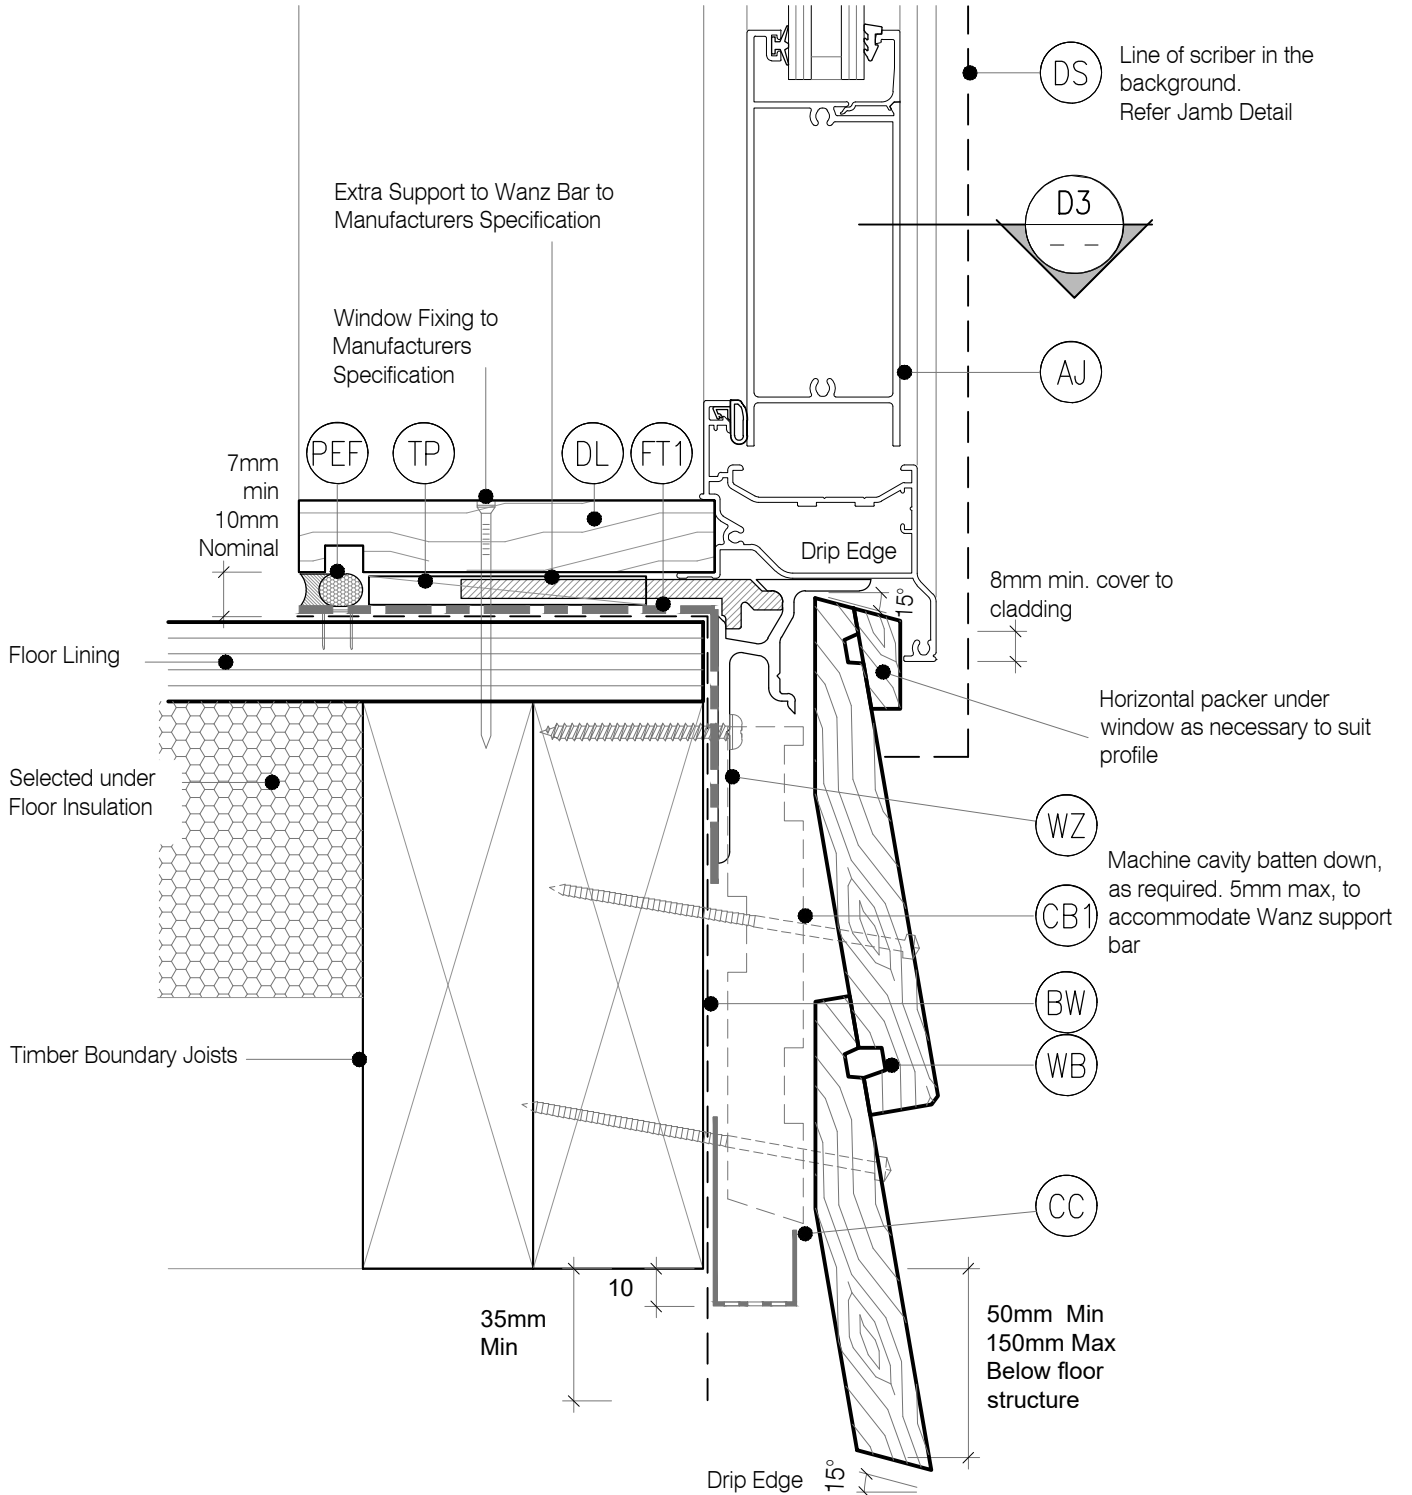 DS
Line of scriber in the
background.
Refer Jamb Detail
Extra Support to Wanz Bar to
Manufacturers Specification
D3
- -
Window Fixing to
Manufacturers
Specification
AJ
PEF
TP
DL
FT1
7mm
min
10mm
Nominal
Drip Edge
15°
8mm min. cover to
cladding
Floor Lining
Horizontal packer under
window as necessary to suit
profile
Selected under
Floor Insulation
WZ
Machine cavity batten down,
as required. 5mm max, to
accommodate Wanz support
bar
CB1
BW
Timber Boundary Joists
WB
CC
10
35mm
Min
50mm Min
150mm Max
Below floor
structure
Drip Edge
15°